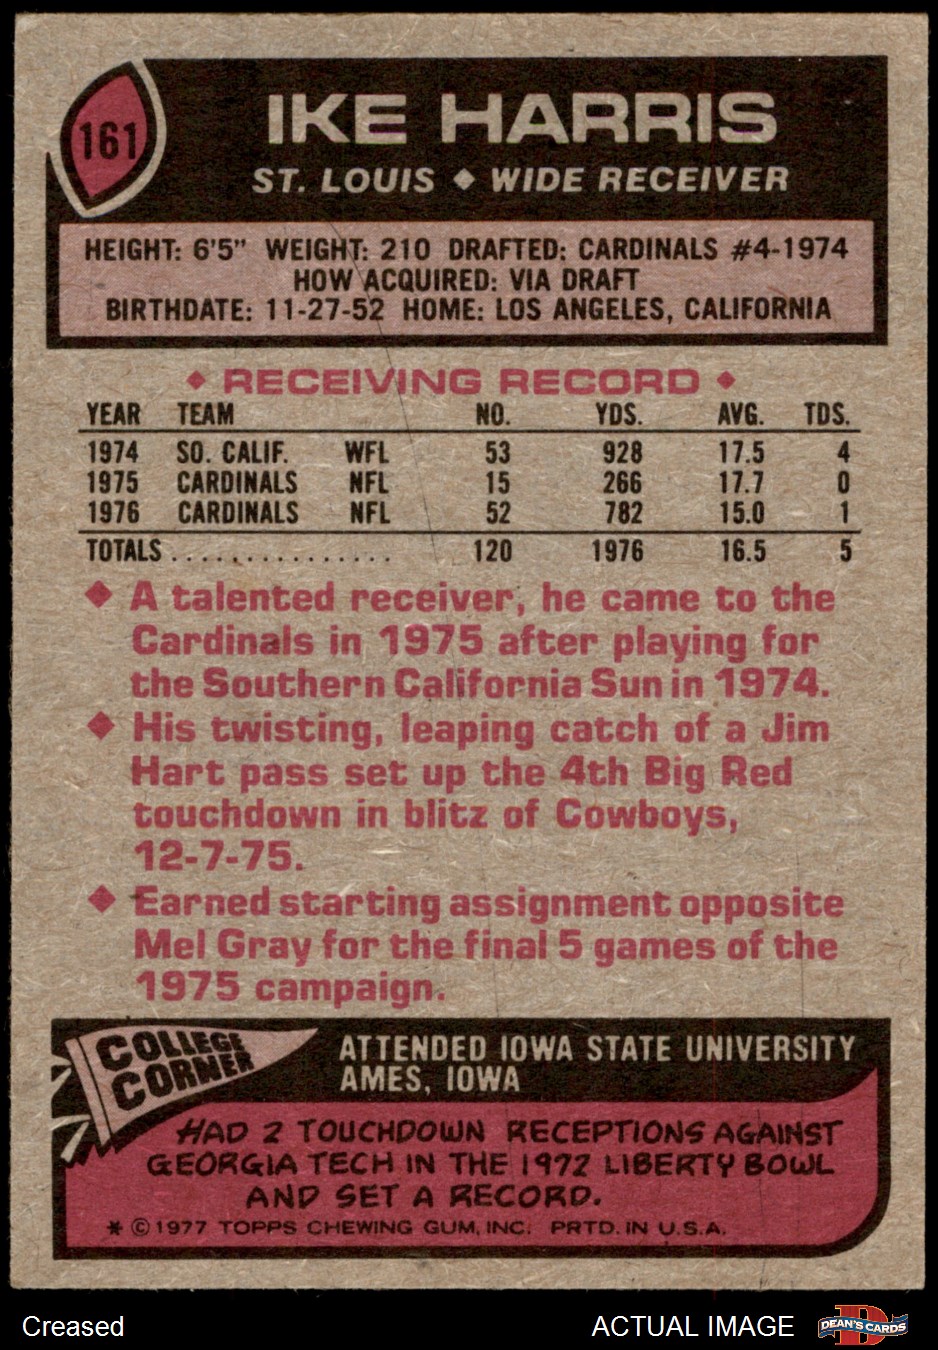 161
IKE HARRIS
ST. LOUIS ◆ WIDE RECEIVER
HEIGHT: 6'5" WEIGHT: 210 DRAFTED: CARDINALS #4-1974
HOW ACQUIRED: VIA DRAFT
BIRTHDATE: 11-27-52 HOME: LOS ANGELES, CALIFORNIA
◆ RECEIVING RECORD ◆
YEAR TEAM NO. YDS. AVG. TDS.
1974 SO. CALIF. WFL 53 928 17.5 4
1975 CARDINALS NFL 15 266 17.7 0
1976 CARDINALS NFL 52 782 15.0 1
TOTALS . . . . . . . . . . . . . . . 120 1976 16.5 5
◆ A talented receiver, he came to the
Cardinals in 1975 after playing for
the Southern California Sun in 1974.
◆ His twisting, leaping catch of a Jim
Hart pass set up the 4th Big Red
touchdown in blitz of Cowboys,
12-7-75.
◆ Earned starting assignment opposite
Mel Gray for the final 5 games of the
1975 campaign.
COLLEGE
CORNER
ATTENDED IOWA STATE UNIVERSITY
AMES, IOWA
HAD 2 TOUCHDOWN RECEPTIONS AGAINST
GEORGIA TECH IN THE 1972 LIBERTY BOWL
AND SET A RECORD.
* © 1977 TOPPS CHEWING GUM, INC. PRTD. IN U.S.A.
Creased
ACTUAL IMAGE
D
DEAN'S CARDS